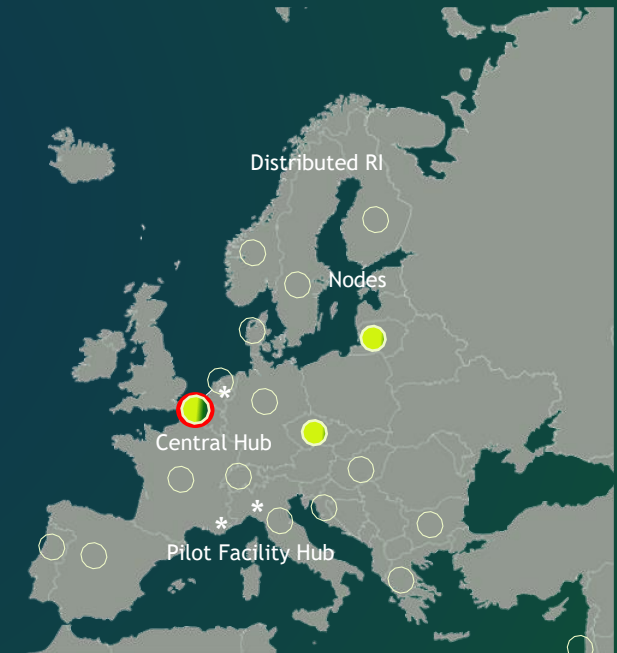 Distributed RI
Nodes
*
Central Hub
*
*
Pilot Facility Hub